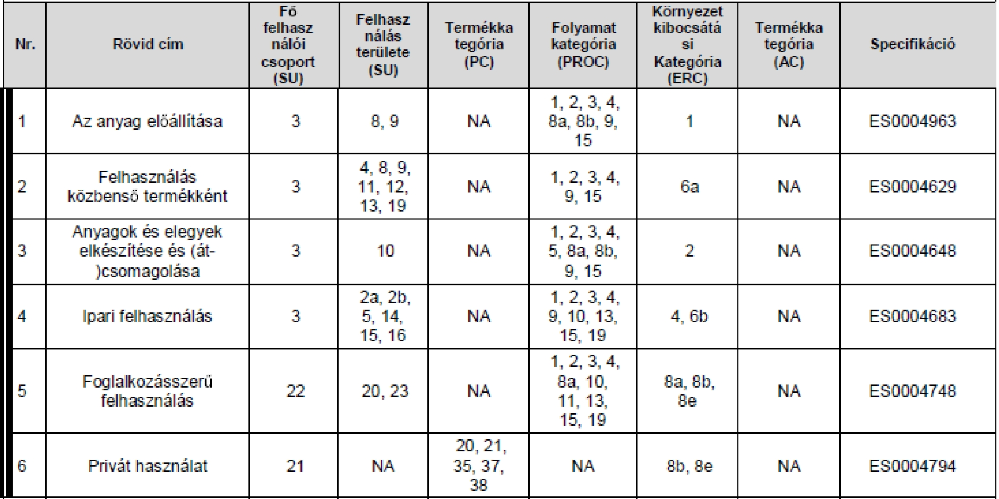 Nr.
Rövid cím
Fő
felhasz
nálói
csoport
(SU)
Felhasz
nálás
területe
(SU)
Termékka
tegória
(PC)
Folyamat
kategória
(PROC)
Környezet
kibocsátá
si
Kategória
(ERC)
Termékka
tegória
(AC)
Specifikáció
1
Az anyag előállítása
3
8, 9
NA
1, 2, 3, 4,
8a, 8b, 9,
15
1
NA
ES0004963
2
Felhasználás
közbenső termékként
3
4, 8, 9,
11, 12,
13, 19
NA
1, 2, 3, 4,
9, 15
6a
NA
ES0004629
3
Anyagok és elegyek
elkészítése és (át-
)csomagolása
3
10
NA
1, 2, 3, 4,
5, 8a, 8b,
9, 15
2
NA
ES0004648
4
Ipari felhasználás
3
2a, 2b,
5, 14,
15, 16
NA
1, 2, 3, 4,
9, 10, 13,
15, 19
4, 6b
NA
ES0004683
5
Foglalkozásszerű
felhasználás
22
20, 23
NA
1, 2, 3, 4,
8a, 10,
11, 13,
15, 19
8a, 8b,
8e
NA
ES0004748
6
Privát használat
21
NA
20, 21,
35, 37,
38
NA
8b, 8e
NA
ES0004794